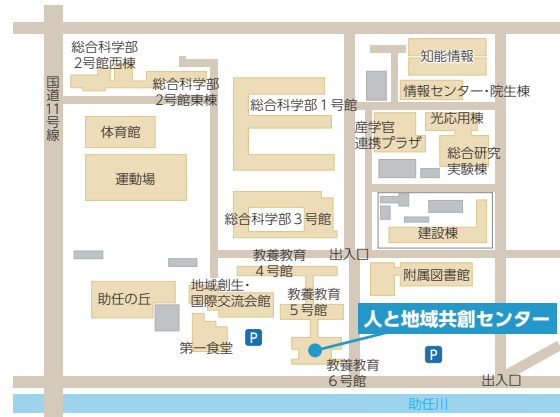 総合科学部
2号館西棟
総合科学部
2号館東棟
国道11号線
体育館
運動場
総合科学部1号館
総合科学部3号館
知能情報
情報センター・院生棟
産学官
連携プラザ
光応用棟
総合研究
実験棟
建設棟
出入口
教養教育
4号館
附属図書館
地域創生・
国際交流会館
教養教育
5号館
助任の丘
第一食堂
P
人と地域共創センター
P
教養教育
6号館
出入口
助任川